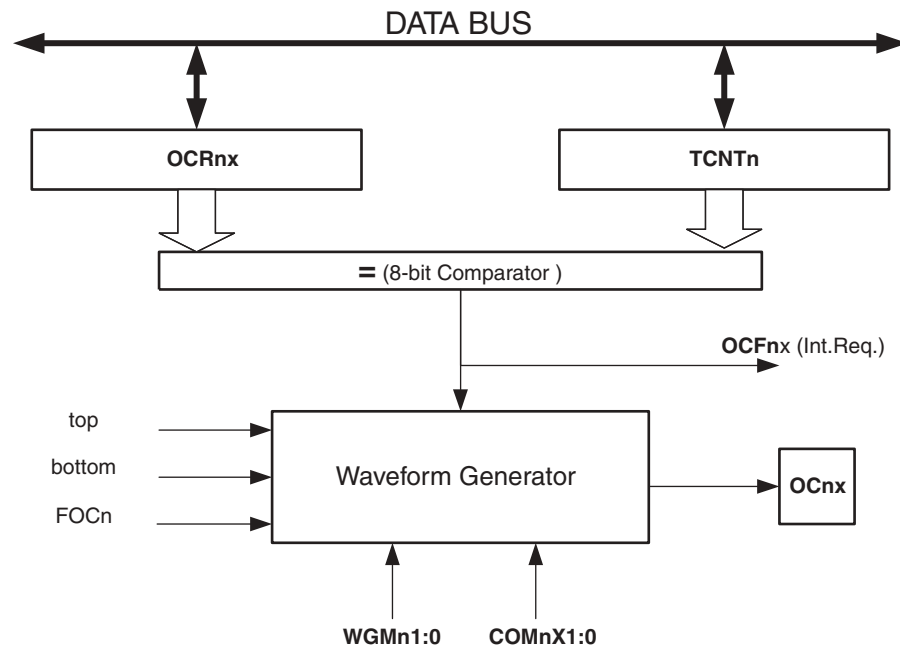 DATA BUS
OCRnx
TCNTn
= (8-bit Comparator )
OCFnx (Int.Req.)
top
bottom
FOCn
Waveform Generator
OCnx
WGMn1:0
COMnX1:0